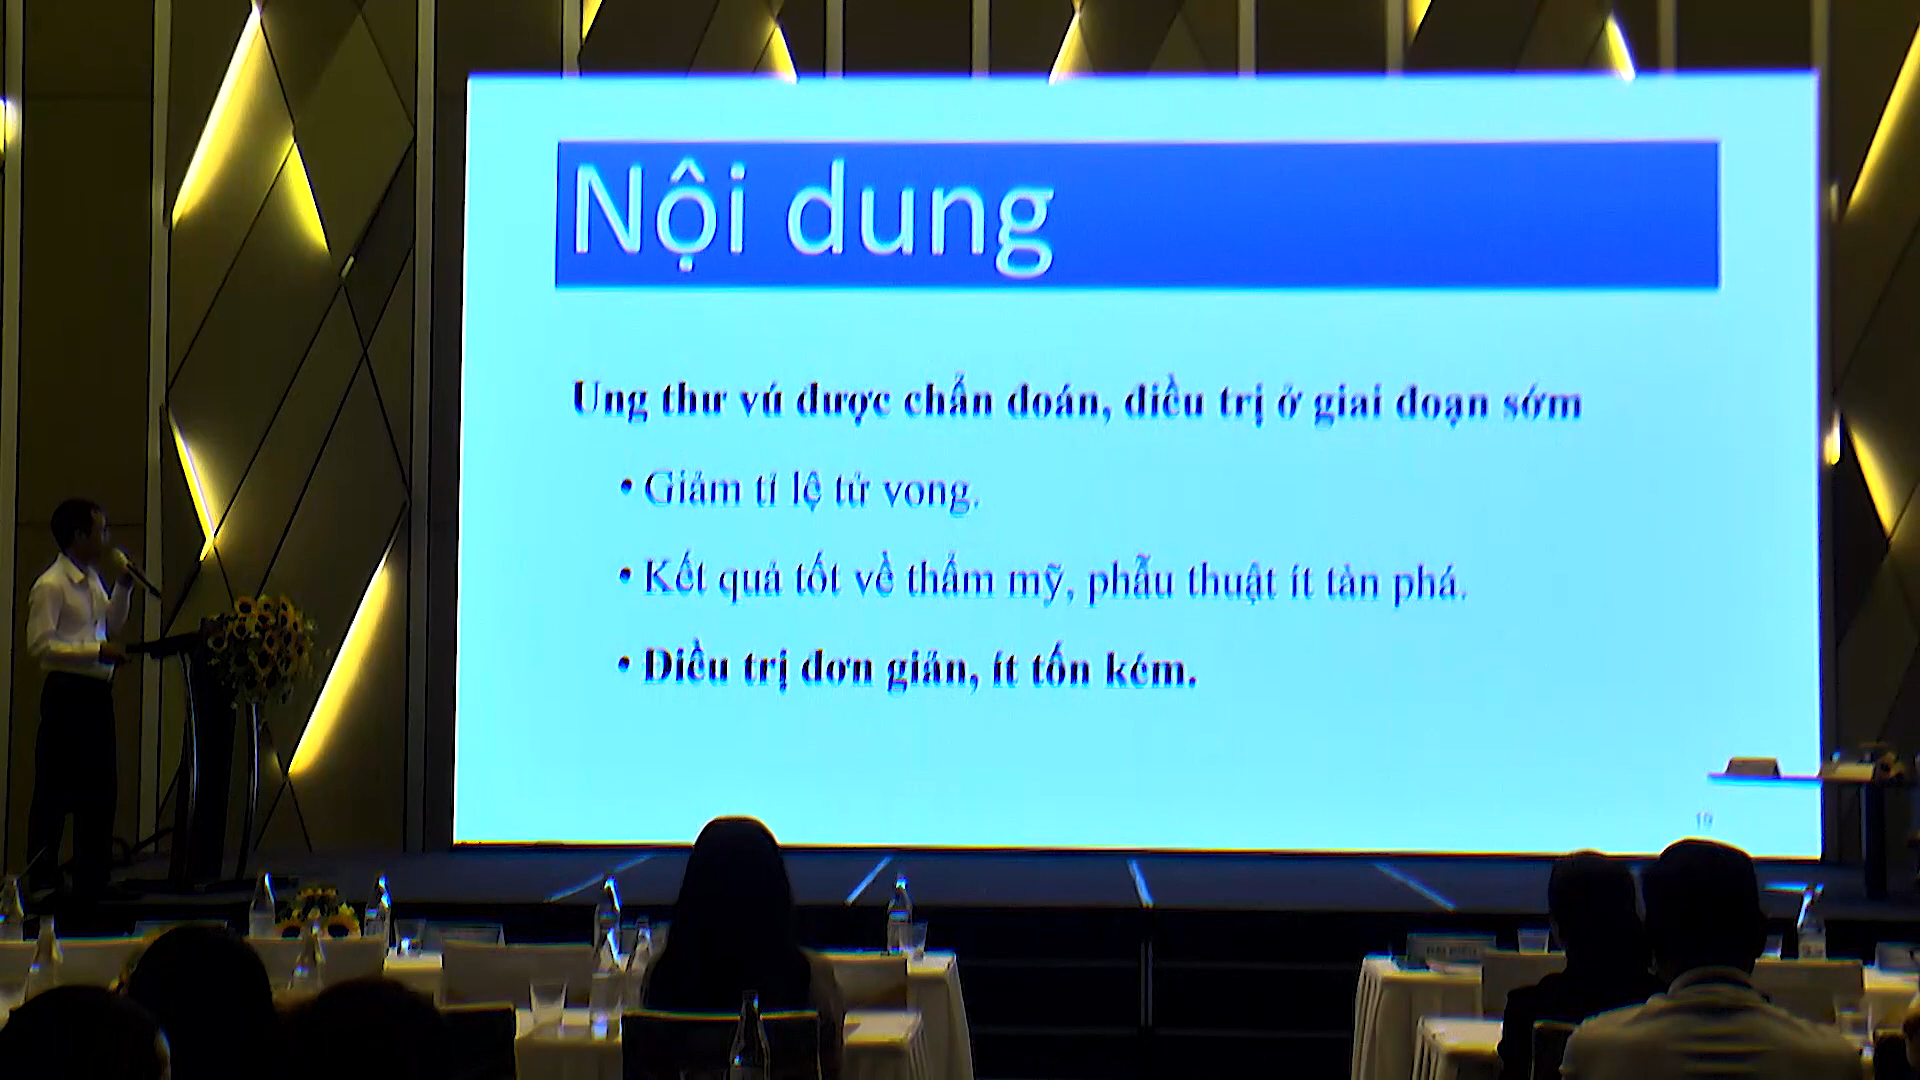 Nội dung
Ung thư vú được chẩn đoán, điều trị ở giai đoạn sớm
• Giảm tỉ lệ tử vong.
• Kết quả tốt về thẩm mỹ, phẫu thuật ít tàn phá.
• Điều trị đơn giản, ít tốn kém.
19